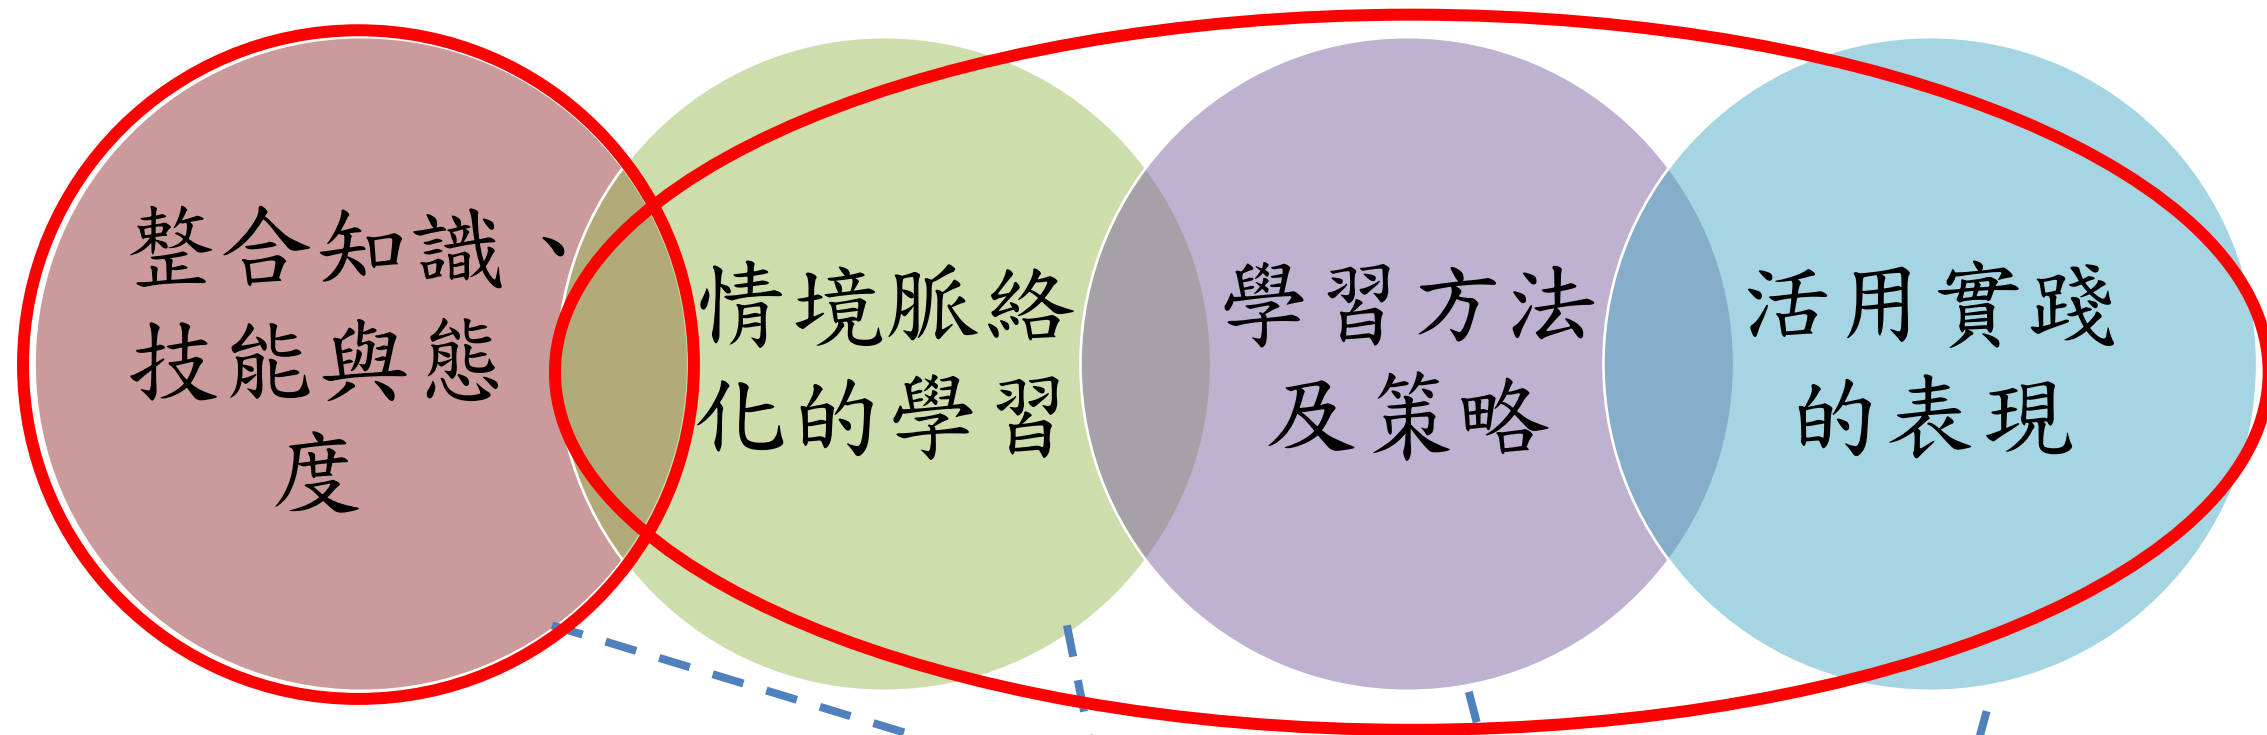 整合知識、
技能與態
度
情境脈絡
化的學習
學習方法
及策略
活用實踐
的表現